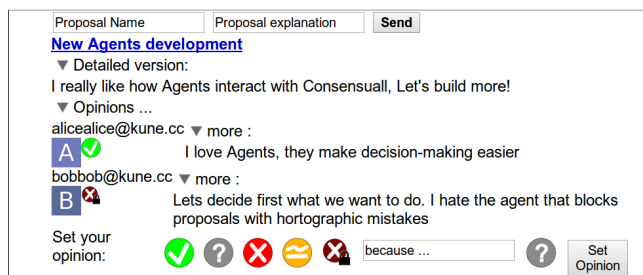 Proposal Name Proposal explanation Send
New Agents development
▼ Detailed version:
I really like how Agents interact with Consensuall, Let's build more!
▼ Opinions ...
alicealice@kune.cc ▼ more :
A I love Agents, they make decision-making easier
bobbob@kune.cc ▼ more :
B Lets decide first what we want to do. I hate the agent that blocks
proposals with hortographic mistakes
Set your
opinion: ? because ... ? Set
Opinion